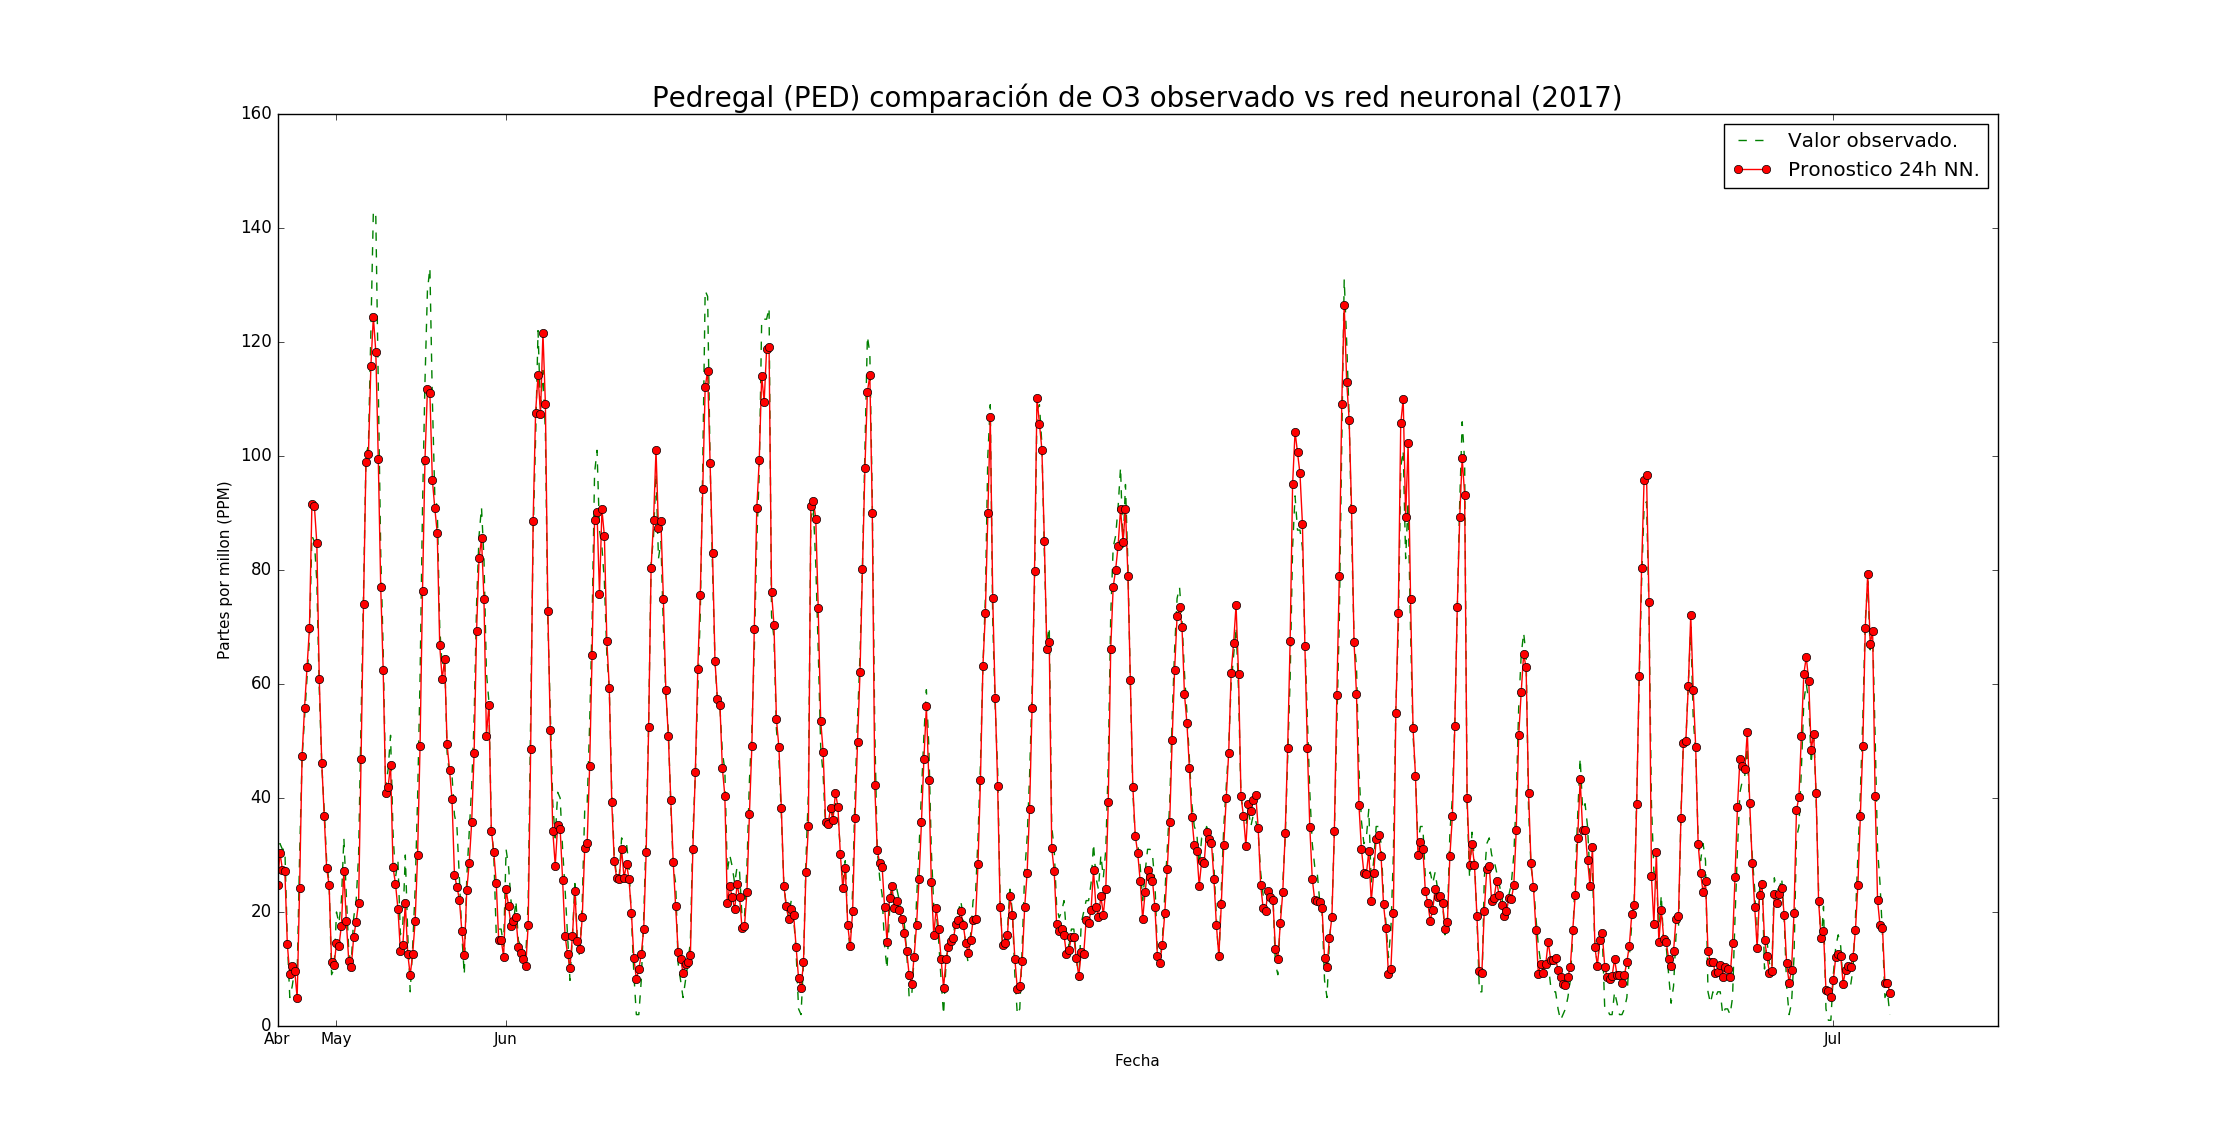 Pedregal (PED) comparación de O3 observado vs red neuronal (2017)
Valor observado.
Pronostico 24h NN.
Partes por millon (PPM)
160
140
120
100
80
60
40
20
0
Abr May Jun Jul
Fecha